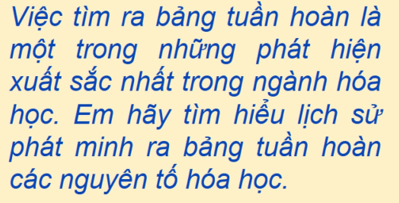 Việc tìm ra bảng tuần hoàn là
một trong những phát hiện
xuất sắc nhất trong ngành hóa
học. Em hãy tìm hiểu lịch sử
phát minh ra bảng tuần hoàn
các nguyên tố hóa học.